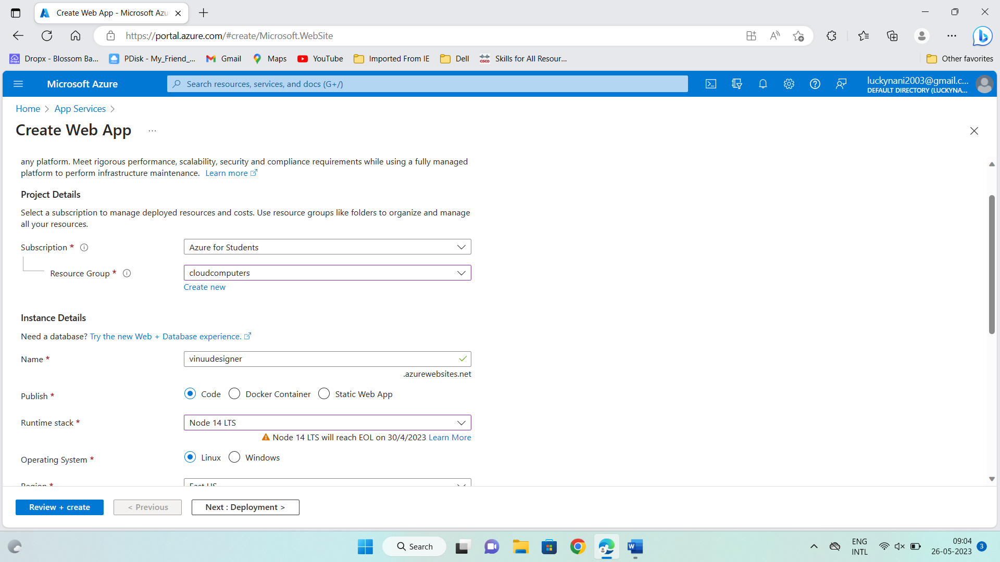 Create Web App - Microsoft Azu
https://portal.azure.com/#create/Microsoft.WebSite
Dropx - Blossom Ba...
PDisk - My_Friend_...
Gmail
Maps
YouTube
Imported From IE
Dell
Skills for All Resour...
Other favorites
Microsoft Azure
Search resources, services, and docs (G+/)
luckynani2003@gmail.c...
DEFAULT DIRECTORY (LUCKYNA...
Home > App Services >
Create Web App ...
any platform. Meet rigorous performance, scalability, security and compliance requirements while using a fully managed
platform to perform infrastructure maintenance. Learn more
Project Details
Select a subscription to manage deployed resources and costs. Use resource groups like folders to organize and manage
all your resources.
Subscription * Azure for Students
Resource Group * cloudcomputers
Create new
Instance Details
Need a database? Try the new Web + Database experience.
Name * vinuudesigner
.azurewebsites.net
Publish * Code Docker Container Static Web App
Runtime stack * Node 14 LTS
Node 14 LTS will reach EOL on 30/4/2023 Learn More
Operating System * Linux Windows
Region * East US
Review + create
< Previous
Next : Deployment >
Search
ENG
INTL
09:04
26-05-2023
3